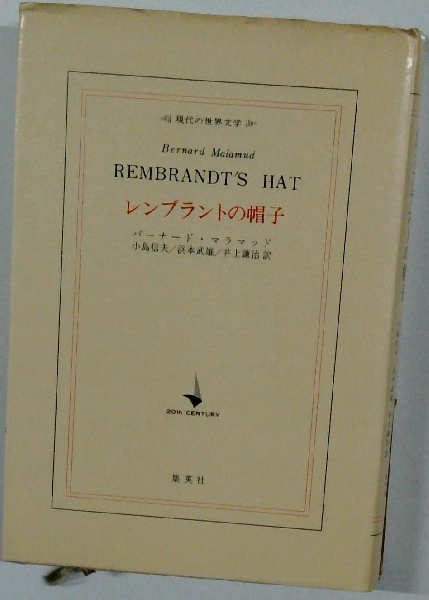 現代の世界文学
Bernard Malamud
REMBRANDT'S HAT
レンブラントの帽子
バーナード・マラマッド
小島信夫/浜本武雄/井上謙治 訳
20th CENTURY
集英社